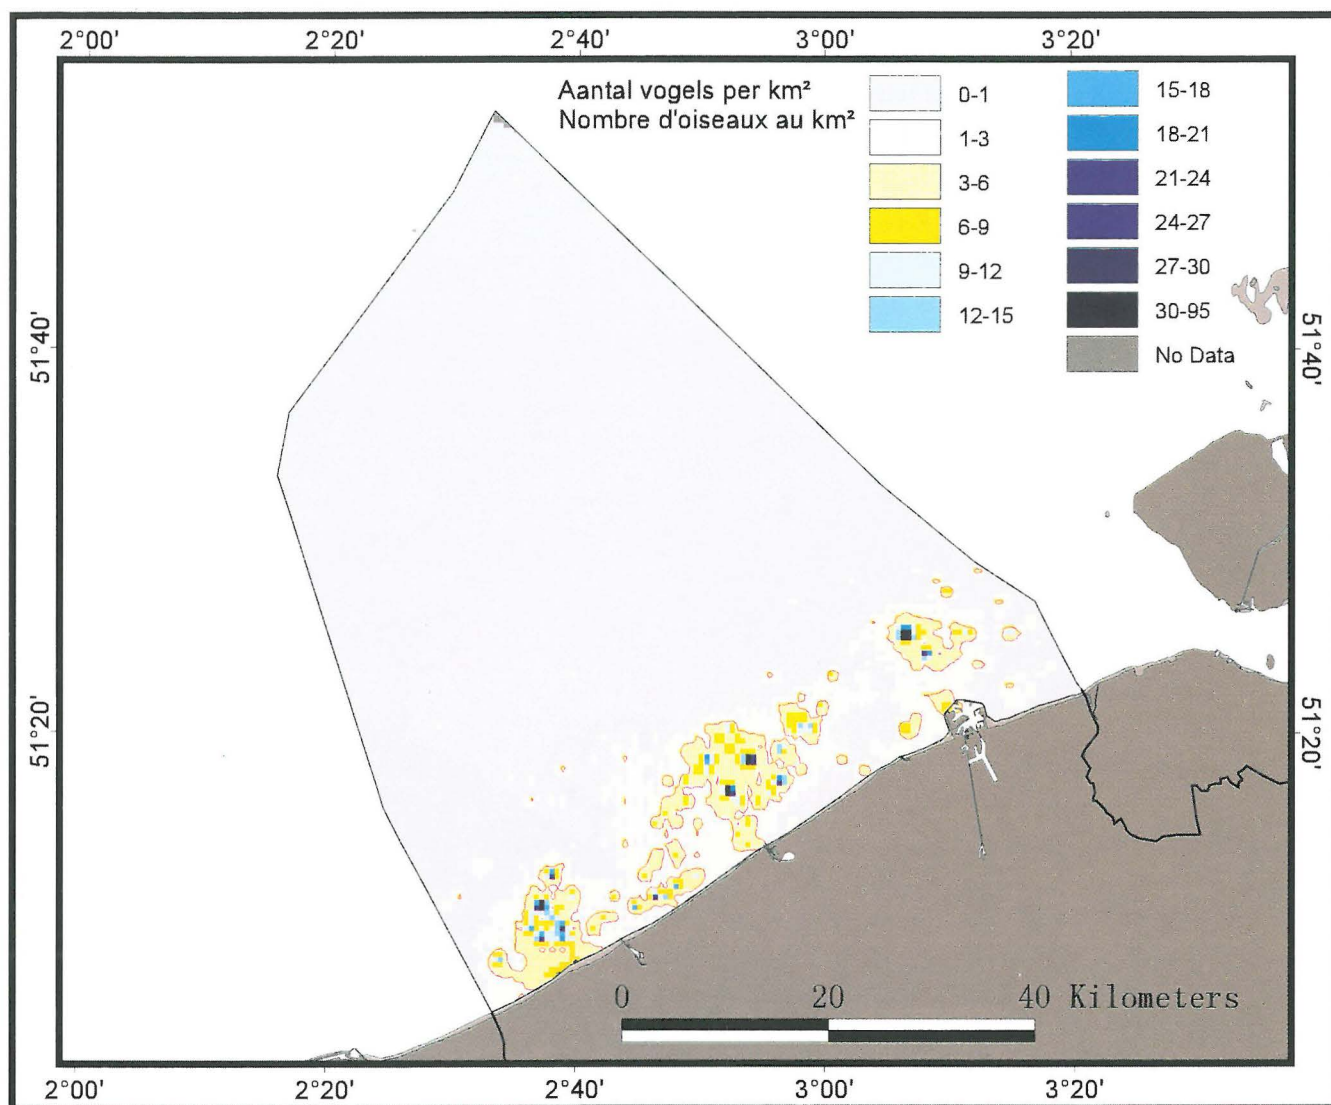 2°00' 2°20' 2°40' 3°00' 3°20'
Aantal vogels per km²
Nombre d'oiseaux au km²
0-1
1-3
3-6
6-9
9-12
12-15
15-18
18-21
21-24
24-27
27-30
30-95
No Data
51°40'
51°40'
51°20'
51°20'
0 20 40 Kilometers
2°00' 2°20' 2°40' 3°00' 3°20'